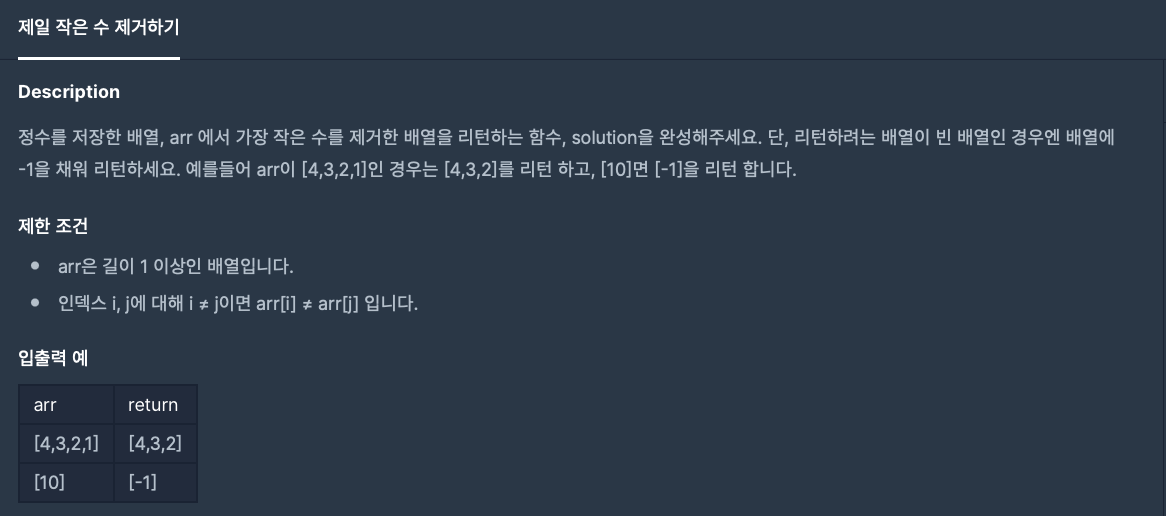 제일 작은 수 제거하기
Description
정수를 저장한 배열, arr 에서 가장 작은 수를 제거한 배열을 리턴하는 함수, solution을 완성해주세요. 단, 리턴하려는 배열이 빈 배열인 경우엔 배열에
-1을 채워 리턴하세요. 예를들어 arr이 [4,3,2,1]인 경우는 [4,3,2]를 리턴 하고, [10]면 [-1]을 리턴 합니다.
제한 조건
• arr은 길이 1 이상인 배열입니다.
• 인덱스 i, j에 대해 i ≠ j이면 arr[i] ≠ arr[j] 입니다.
입출력 예
arr return
[4,3,2,1] [4,3,2]
[10] [-1]